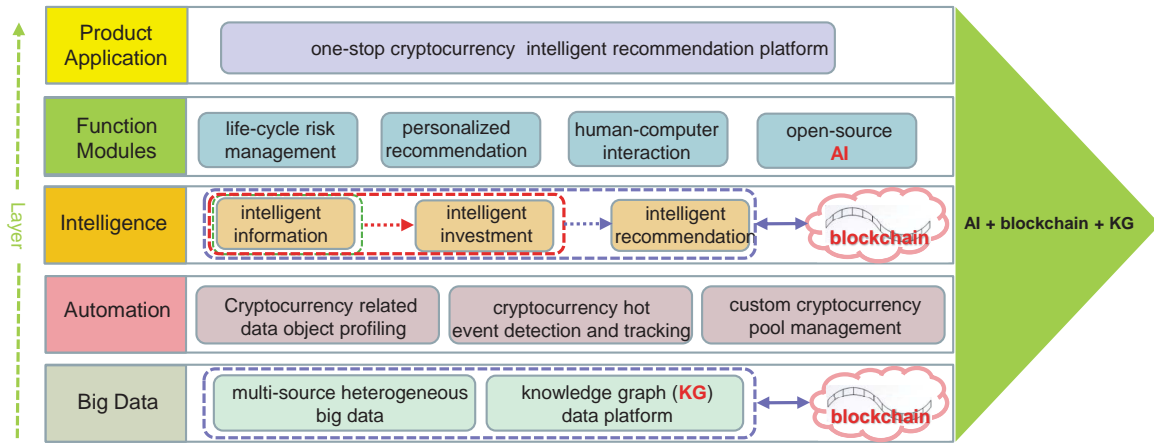 Product
Application
one-stop cryptocurrency intelligent recommendation platform
Function
Modules
life-cycle risk
management
personalized
recommendation
human-computer
interaction
open-source
AI
Intelligence
intelligent
information
intelligent
investment
intelligent
recommendation
blockchain
Automation
Cryptocurrency related
data object profiling
cryptocurrency hot
event detection and tracking
custom cryptocurrency
pool management
Big Data
multi-source heterogeneous
big data
knowledge graph (KG)
data platform
blockchain
Layer
AI + blockchain + KG